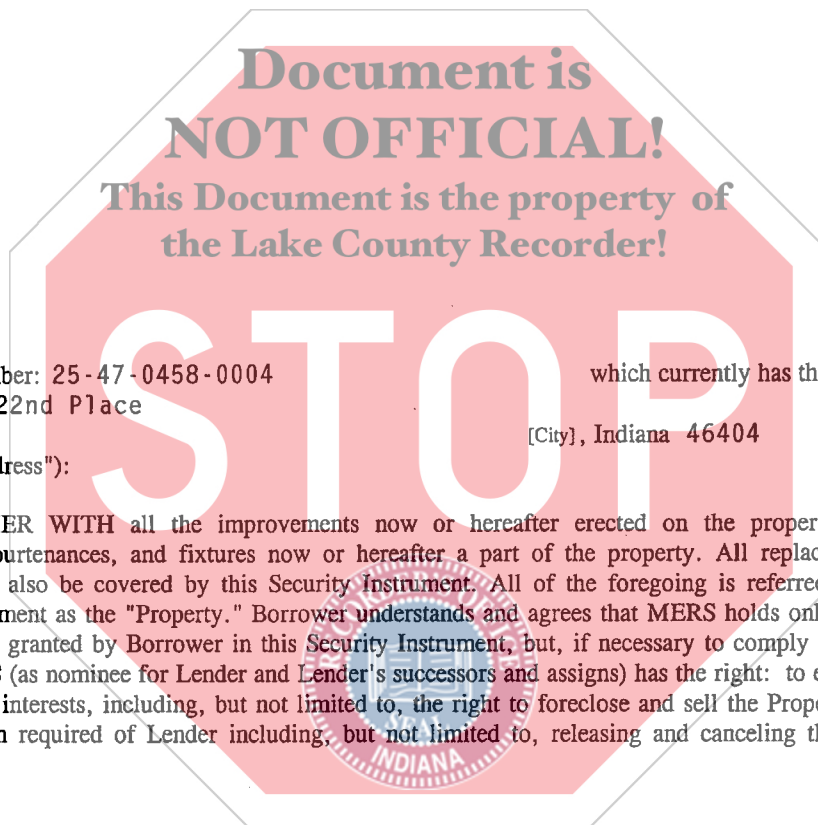 Document is
NOT OFFICIAL!
This Document is the property of
the Lake County Recorder!
STOP
ber: 25-47-0458-0004 which currently has th
22nd Place
[City], Indiana 46404
dress"):
ER WITH all the improvements now or hereafter erected on the proper
purtenances, and fixtures now or hereafter a part of the property. All replac
also be covered by this Security Instrument. All of the foregoing is referred
ment as the "Property." Borrower understands and agrees that MERS holds onl
granted by Borrower in this Security Instrument, but, if necessary to comply
(as nominee for Lender and Lender's successors and assigns) has the right: to e
interests, including, but not limited to, the right to foreclose and sell the Prope
n required of Lender including, but not limited to, releasing and canceling th
SEAL
INDIANA